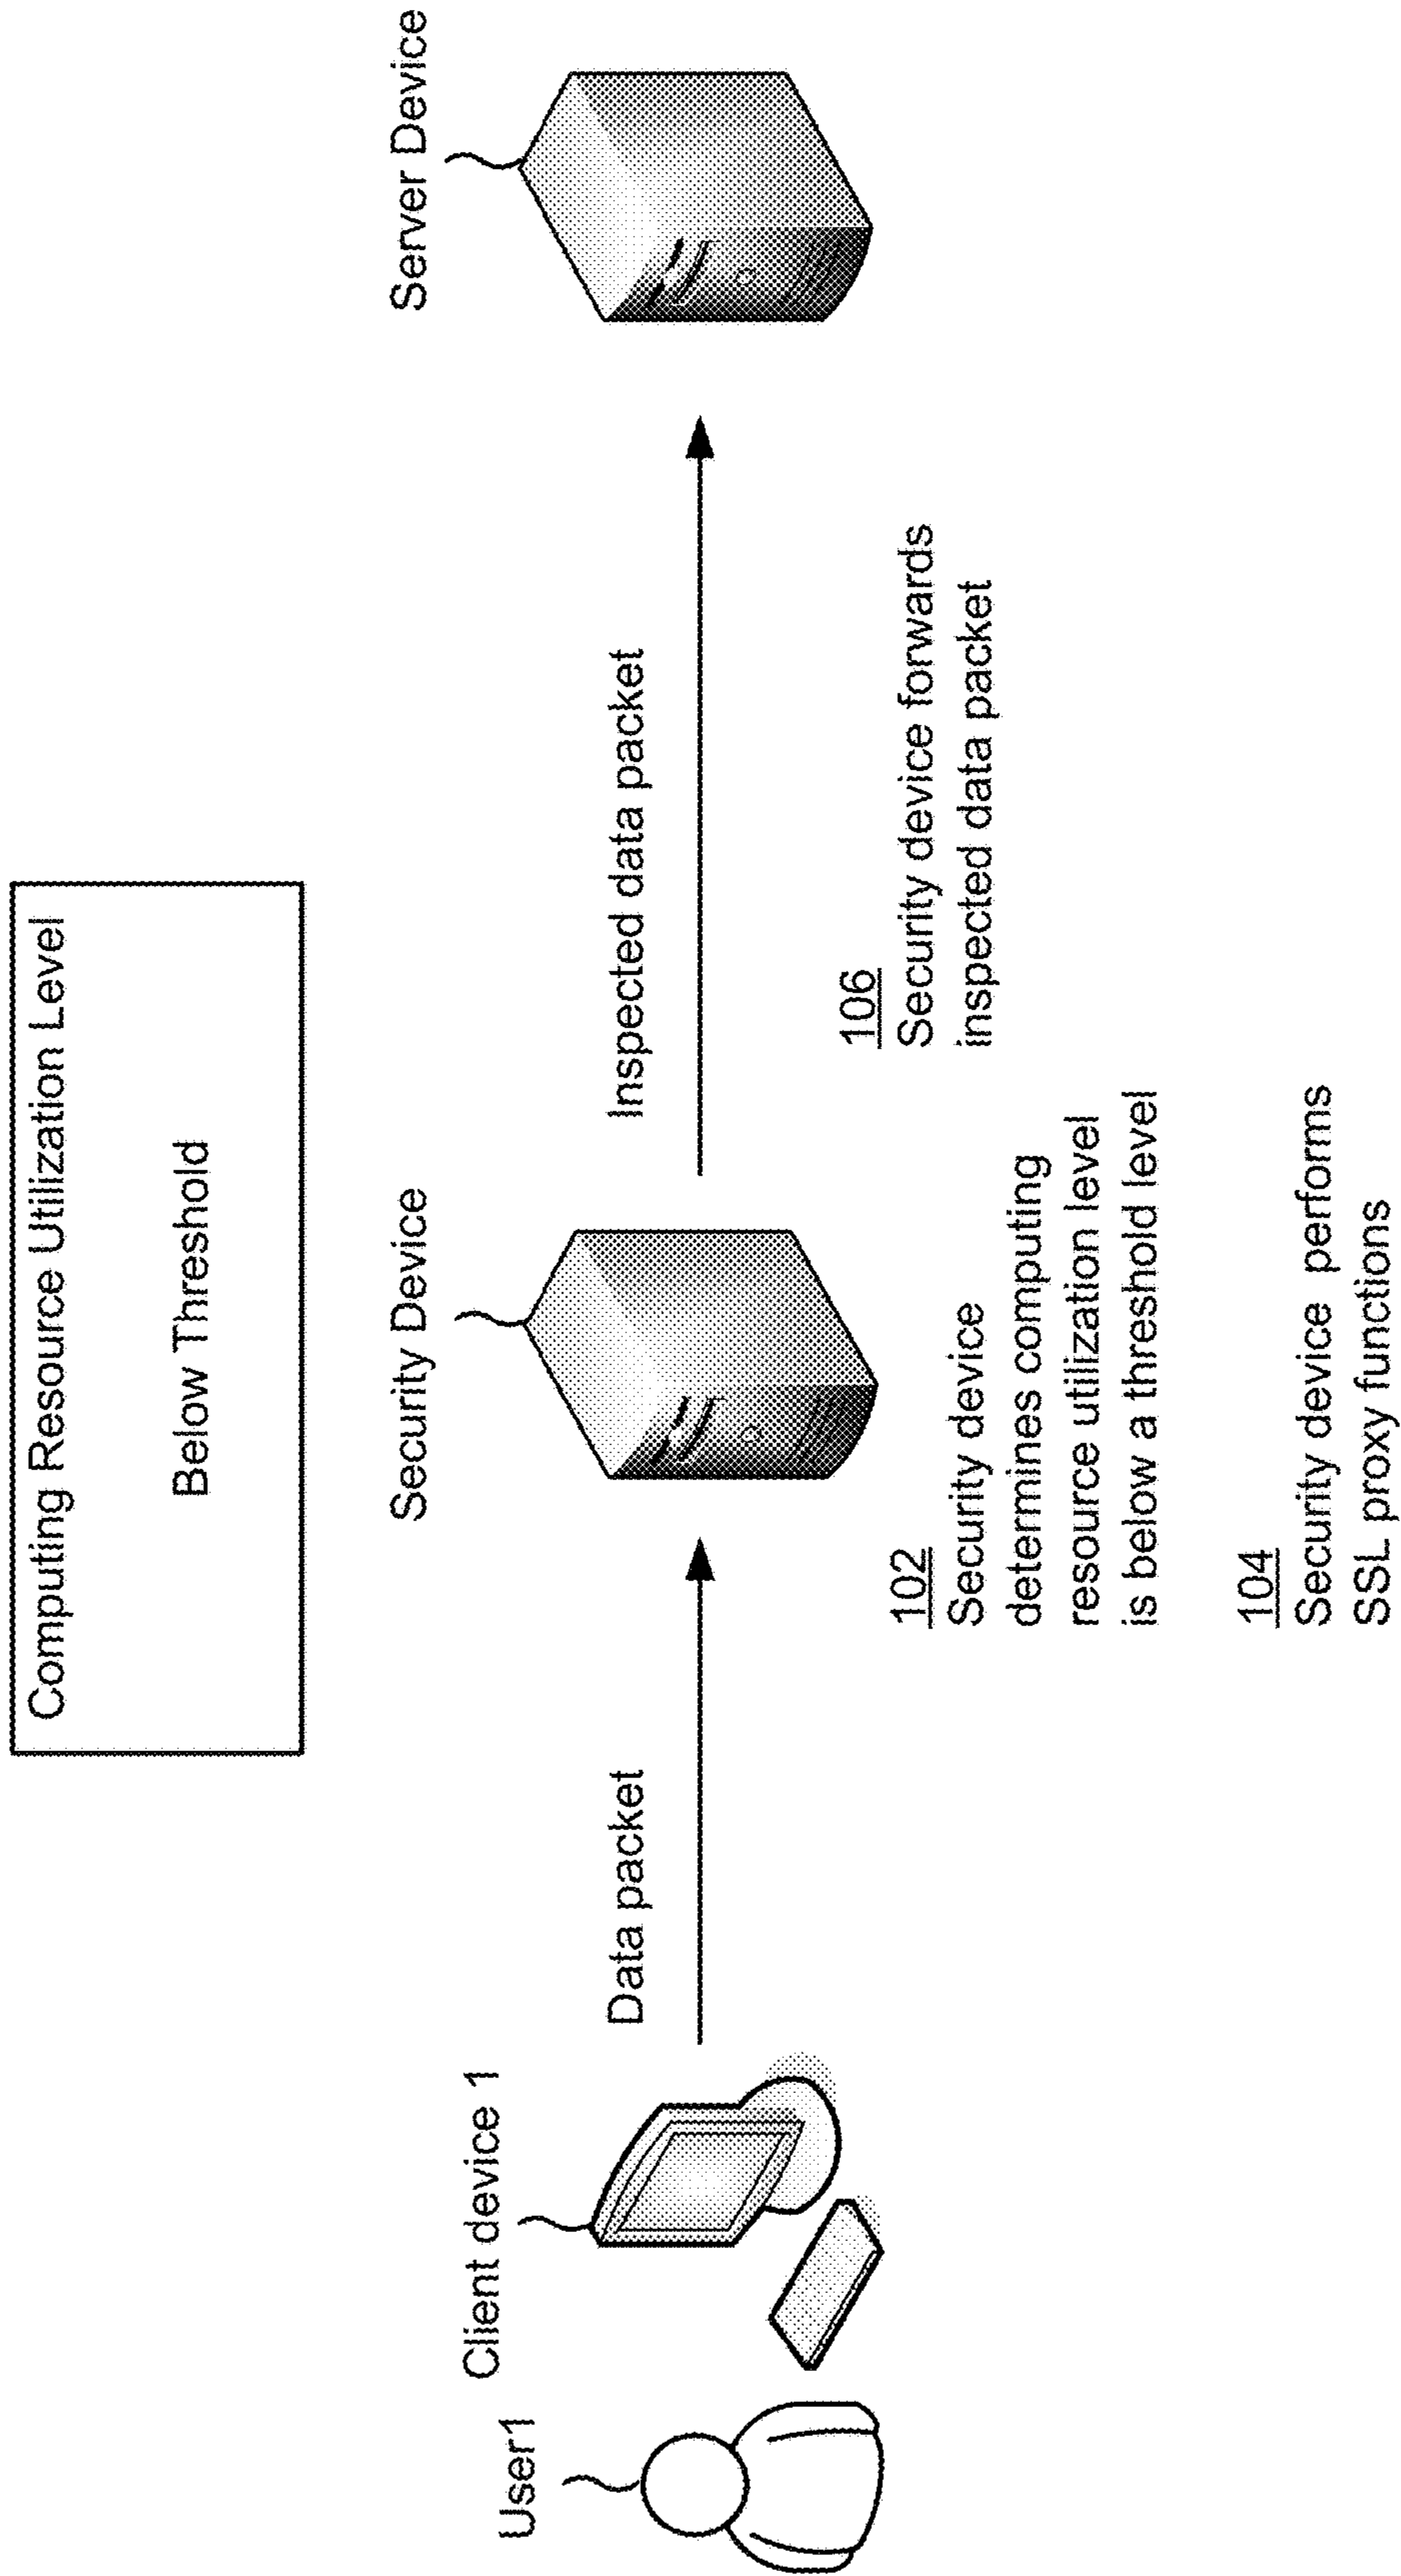 Computing Resource Utilization Level
Below Threshold
User1
Client device 1
Data packet
Security Device
Inspected data packet
Server Device
102
Security device
determines computing
resource utilization level
is below a threshold level
104
Security device performs
SSL proxy functions
106
Security device forwards
inspected data packet